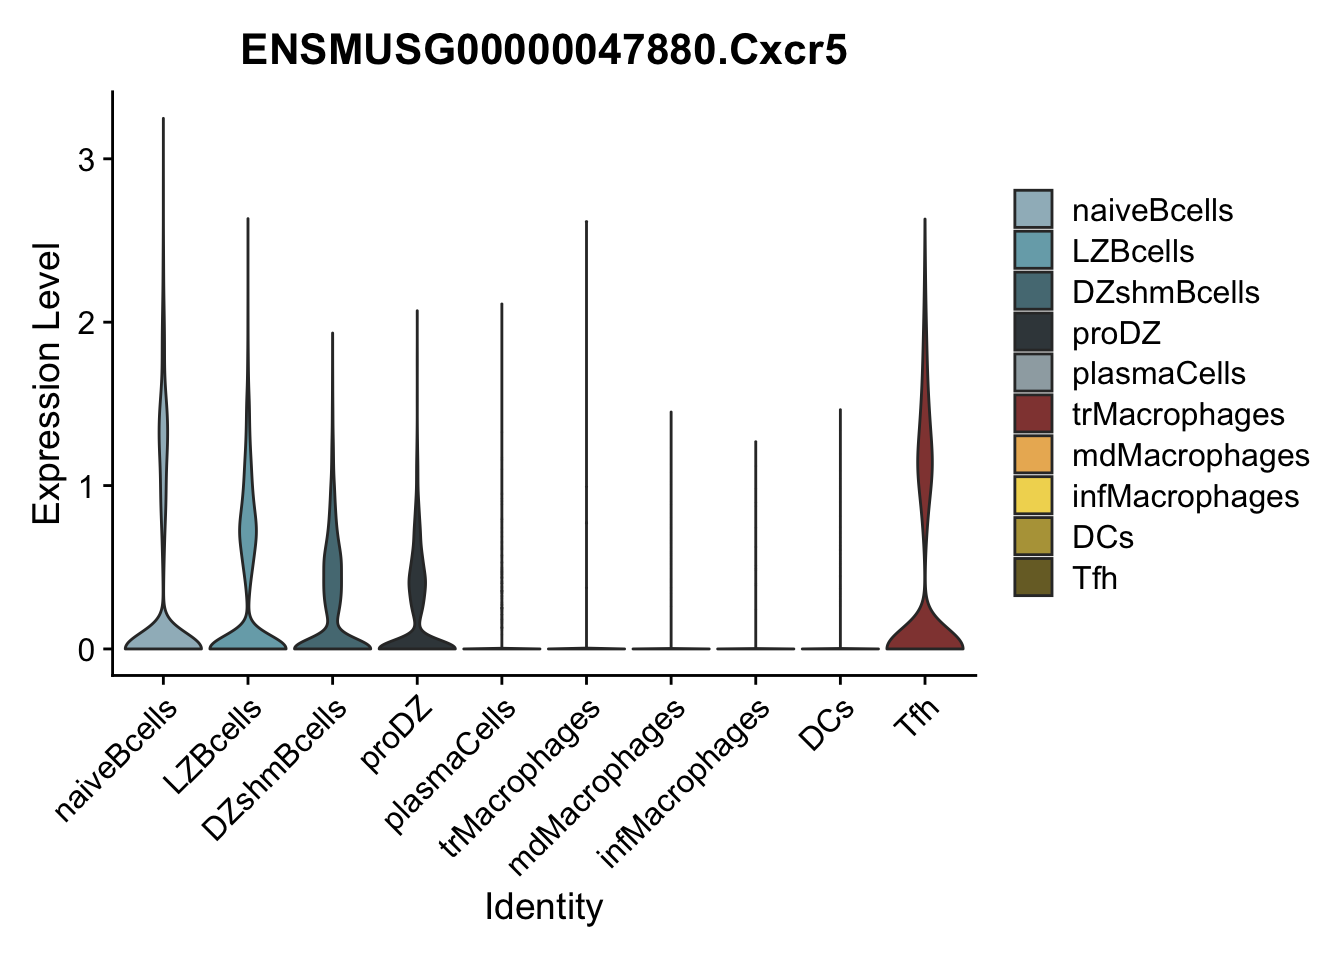 ENSMUSG00000047880.Cxcr5
Expression Level
3
2
1
0
naiveBcells
LZBcells
DZshmBcells
proDZ
plasmaCells
trMacrophages
mdMacrophages
infMacrophages
DCs
Tfh
Identity
naiveBcells
LZBcells
DZshmBcells
proDZ
plasmaCells
trMacrophages
mdMacrophages
infMacrophages
DCs
Tfh